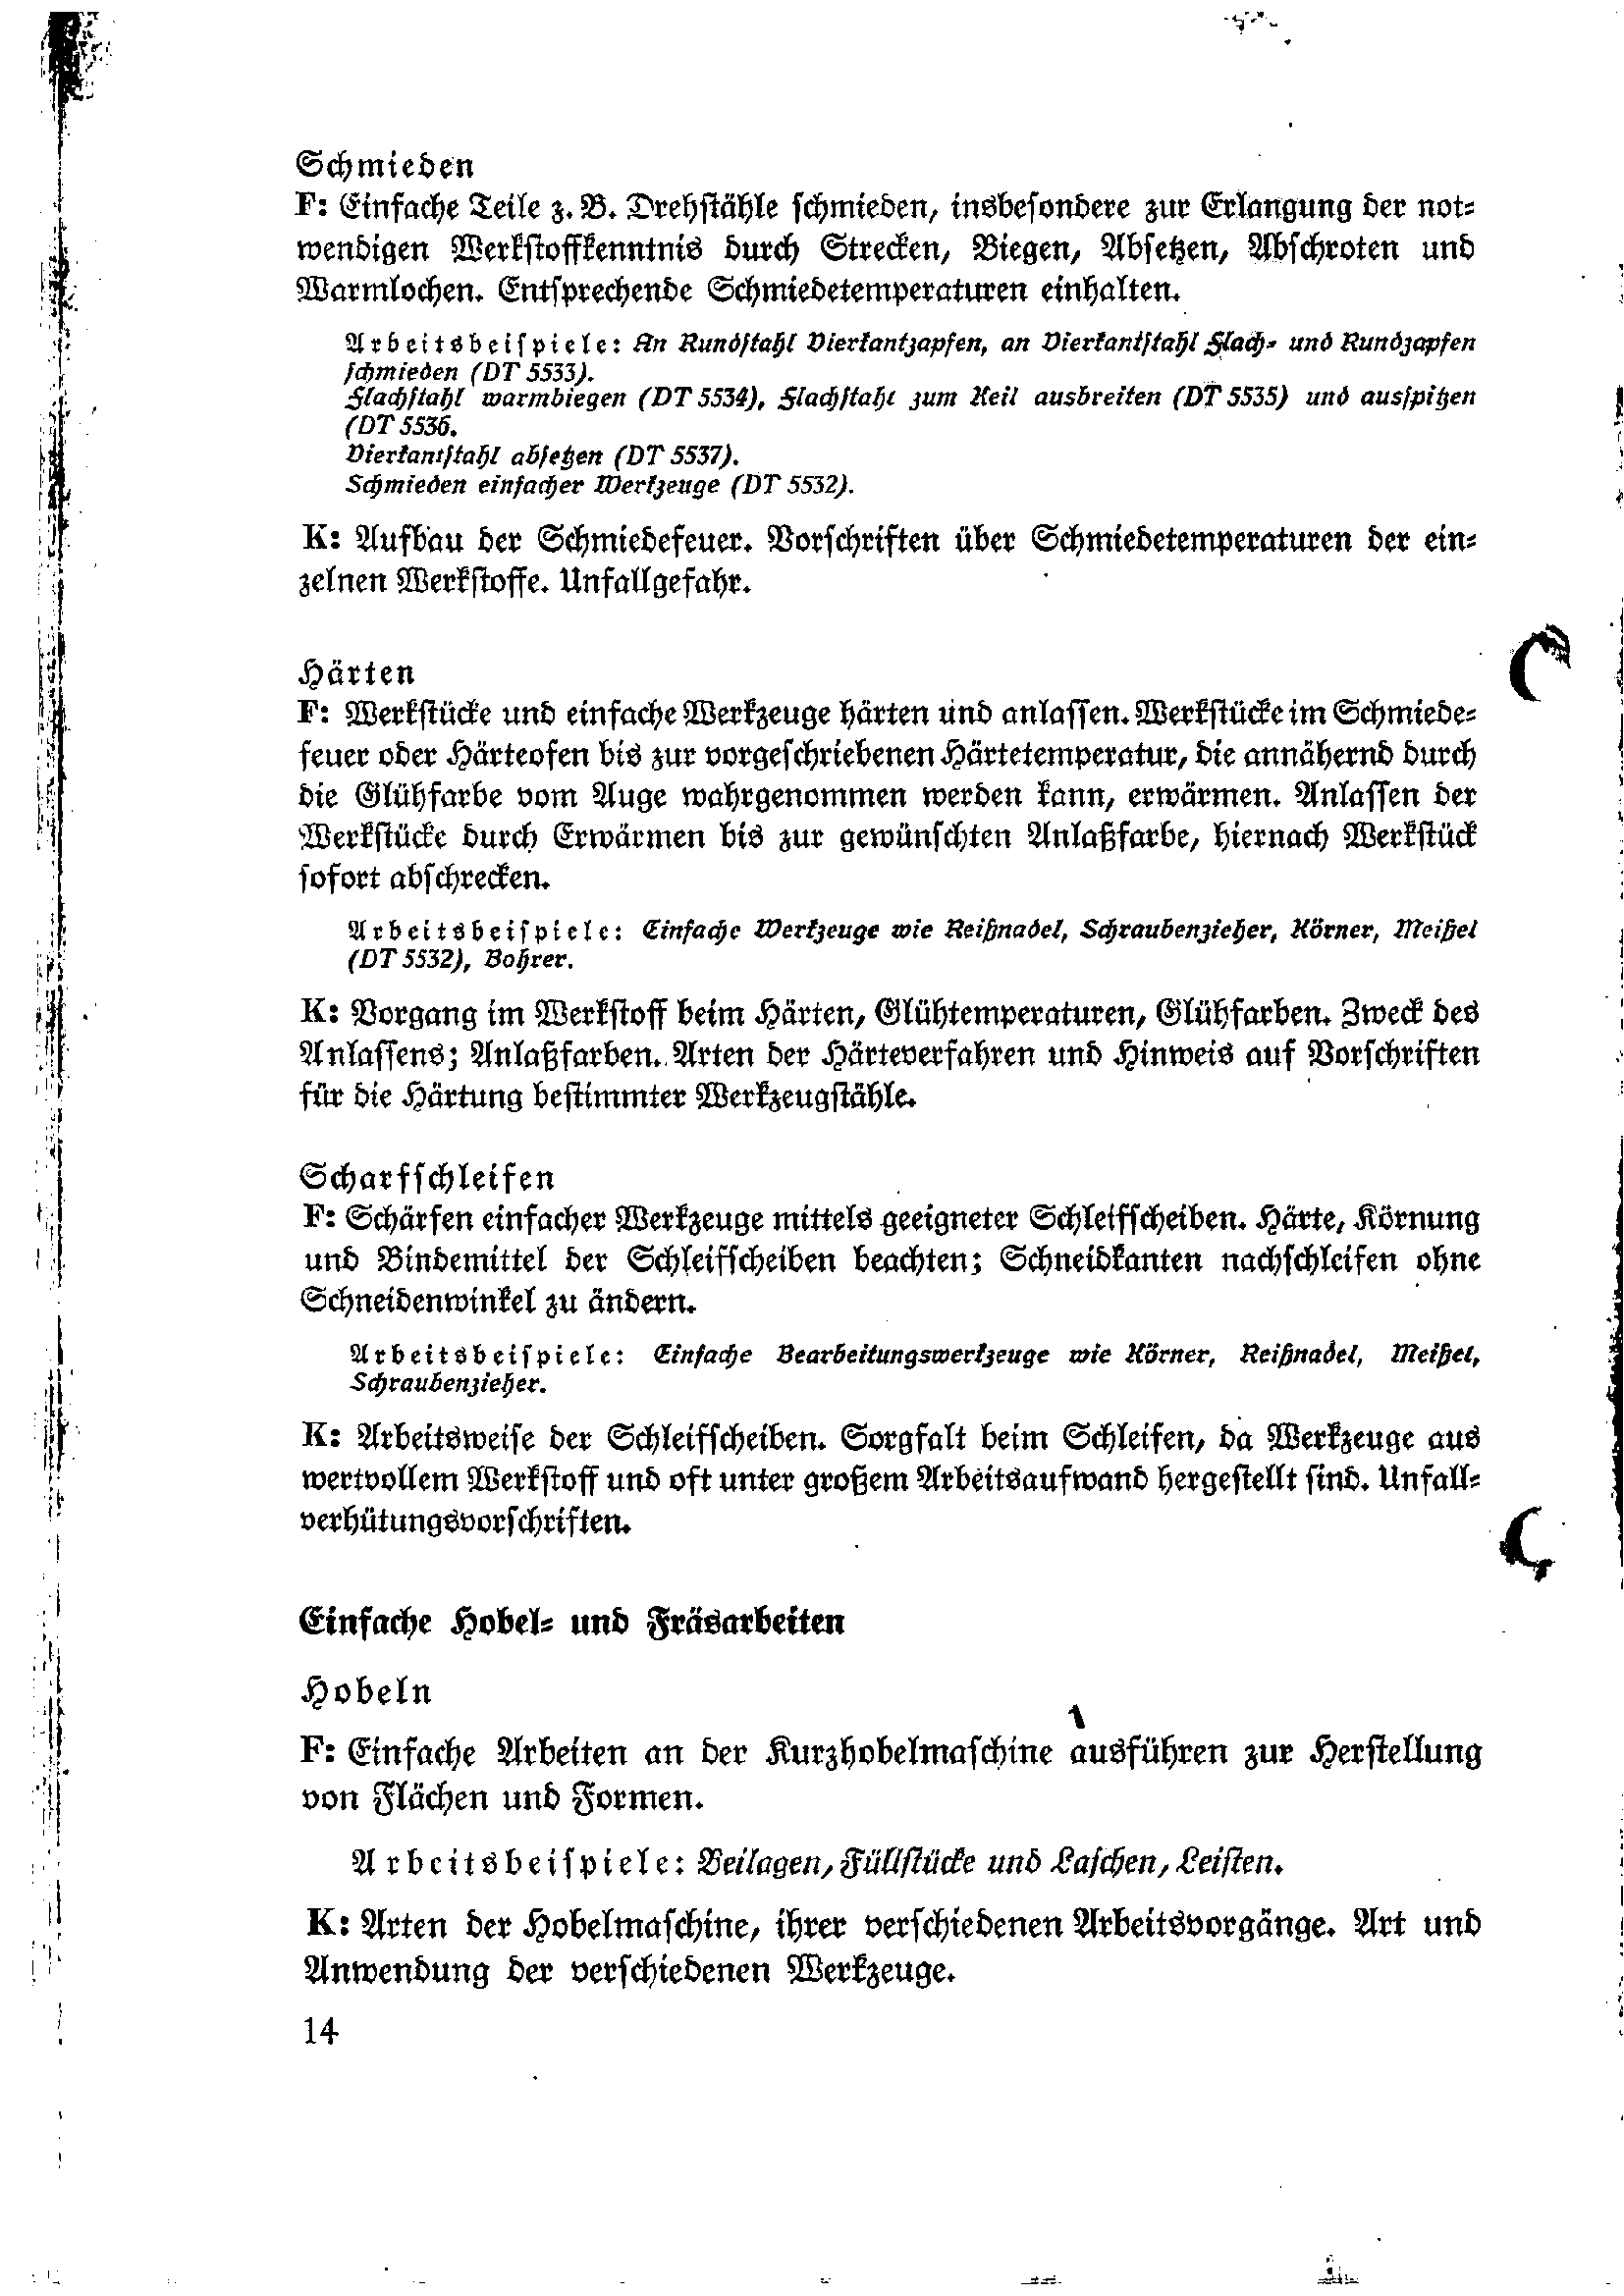 Schmieden
F: Einfache Teile z. B. Drehstähle schmieden, insbesondere zur Erlangung der not-
wendigen Werkstoffkenntnis durch Strecken, Biegen, Absetzen, Abschroten und
Warmlochen. Entsprechende Schmiedetemperaturen einhalten.
Arbeitsbeispiele: An Rundstahl Vierkantzapfen, an Vierkantstahl Flach- und Rundzapfen
schmieden (DT 5533).
Flachstahl warmbiegen (DT 5534), Flachstahl zum Keil ausbreiten (DT 5535) und ausspitzen
(DT 5536.
Vierkantstahl absetzen (DT 5537).
Schmieden einfacher Werkzeuge (DT 5532).
K: Aufbau der Schmiedefeuer. Vorschriften über Schmiedetemperaturen der ein-
zelnen Werkstoffe. Unfallgefahr.
Härten
F: Werkstücke und einfache Werkzeuge härten und anlassen. Werkstücke im Schmiede-
feuer oder Härteofen bis zur vorgeschriebenen Härtetemperatur, die annähernd durch
die Glühfarbe vom Auge wahrgenommen werden kann, erwärmen. Anlassen der
Werkstücke durch Erwärmen bis zur gewünschten Anlaßfarbe, hiernach Werkstück
sofort abschrecken.
Arbeitsbeispiele: Einfache Werkzeuge wie Reißnadel, Schraubenzieher, Körner, Meißel
(DT 5532), Bohrer.
K: Vorgang im Werkstoff beim Härten, Glühtemperaturen, Glühfarben. Zweck des
Anlassens; Anlaßfarben. Arten der Härteverfahren und Hinweis auf Vorschriften
für die Härtung bestimmter Werkzeugstähle.
Scharfschleifen
F: Schärfen einfacher Werkzeuge mittels geeigneter Schleifscheiben. Härte, Körnung
und Bindemittel der Schleifscheiben beachten; Schneidkanten nachschleifen ohne
Schneidenwinkel zu ändern.
Arbeitsbeispiele: Einfache Bearbeitungswerkzeuge wie Körner, Reißnadel, Meißel,
Schraubenzieher.
K: Arbeitsweise der Schleifscheiben. Sorgfalt beim Schleifen, da Werkzeuge aus
wertvollem Werkstoff und oft unter großem Arbeitsaufwand hergestellt sind. Unfall-
verhütungsvorschriften.
Einfache Hobel- und Fräsarbeiten
Hobeln
F: Einfache Arbeiten an der Kurzhobelmaschine ausführen zur Herstellung
von Flächen und Formen.
Arbeitsbeispiele: Beilagen, Füllstücke und Laschen, Leisten.
K: Arten der Hobelmaschine, ihrer verschiedenen Arbeitsvorgänge. Art und
Anwendung der verschiedenen Werkzeuge.
14